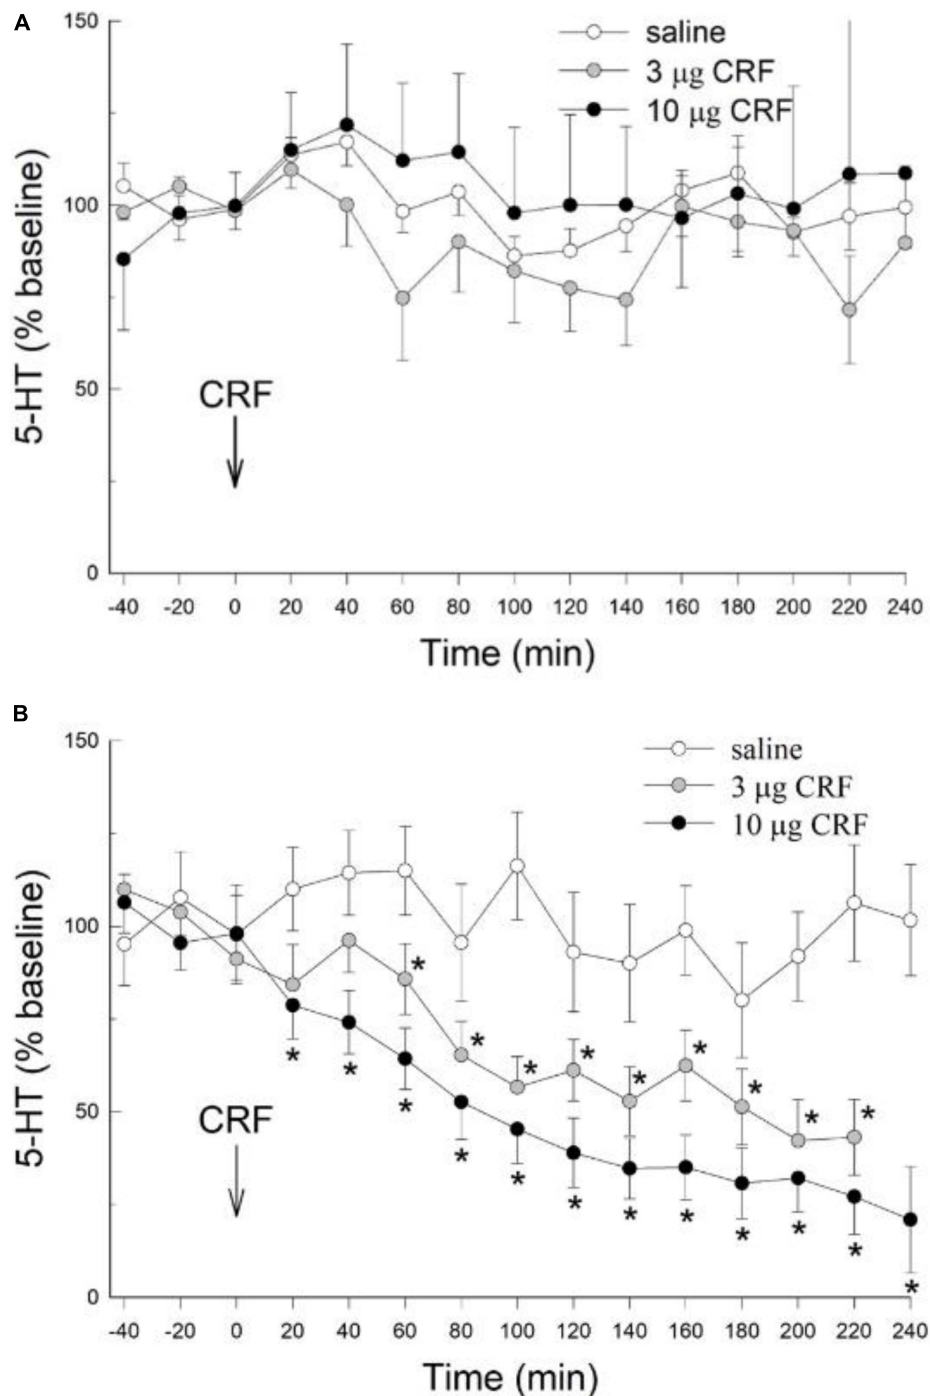 A
150
100
50
0
5-HT (% baseline)
saline
3 μg CRF
10 μg CRF
CRF
-40 -20 0 20 40 60 80 100 120 140 160 180 200 220 240
Time (min)
B
150
100
50
0
5-HT (% baseline)
saline
3 μg CRF
10 μg CRF
CRF
* * * * * * * * *
* * * * * * * * * * * *
-40 -20 0 20 40 60 80 100 120 140 160 180 200 220 240
Time (min)